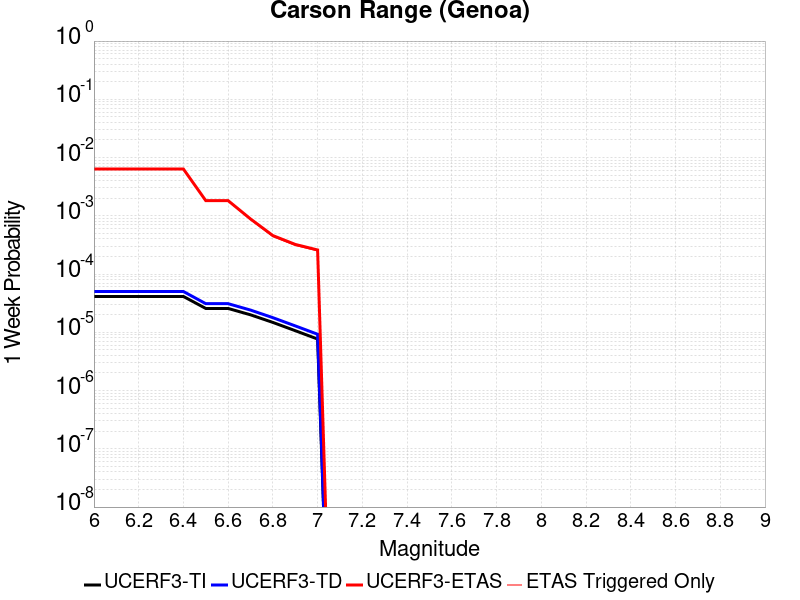 Carson Range (Genoa)
10^0
10^-1
10^-2
10^-3
10^-4
10^-5
10^-6
10^-7
10^-8
1 Week Probability
6 6.2 6.4 6.6 6.8 7 7.2 7.4 7.6 7.8 8 8.2 8.4 8.6 8.8 9
Magnitude
UCERF3-TI UCERF3-TD UCERF3-ETAS ETAS Triggered Only